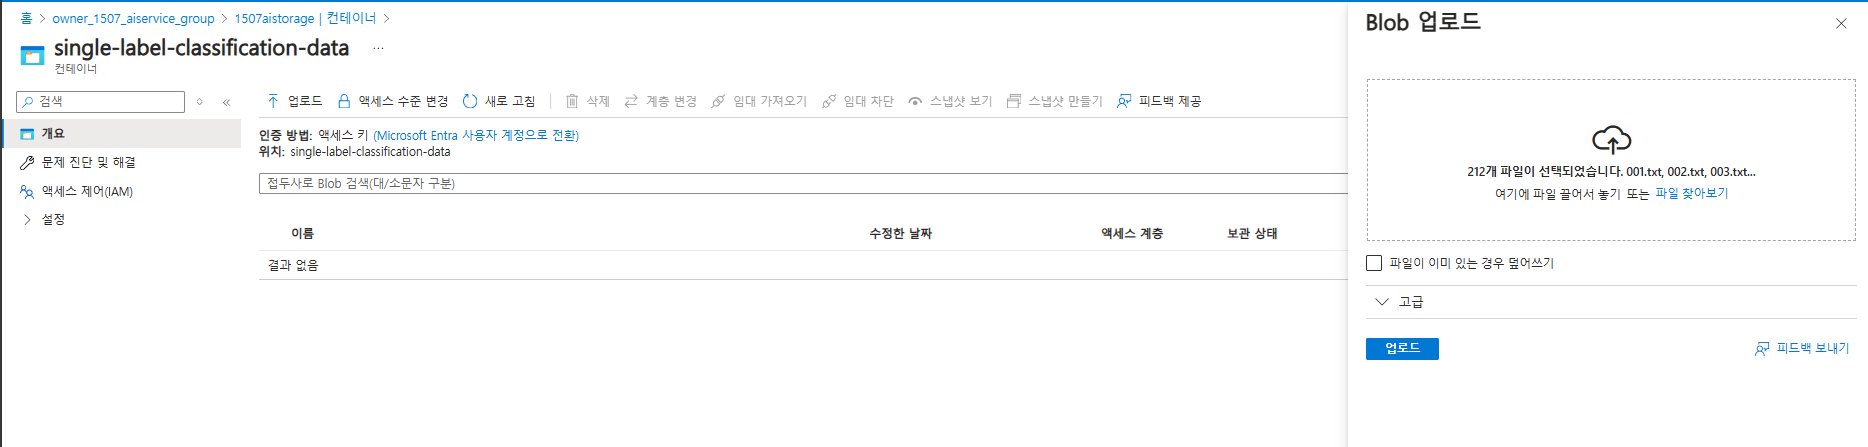 홈 > owner_1507_aiservice_group > 1507aistorage | 컨테이너 >
single-label-classification-data ...
컨테이너
검색
개요
문제 진단 및 해결
액세스 제어(IAM)
설정
업로드 액세스 수준 변경 새로 고침 삭제 계층 변경 임대 가져오기 임대 차단 스냅샷 보기 스냅샷 만들기 피드백 제공
인증 방법: 액세스 키 (Microsoft Entra 사용자 계정으로 전환)
위치: single-label-classification-data
접두사로 Blob 검색(대/소문자 구분)
이름 수정한 날짜 액세스 계층 보관 상태
결과 없음
Blob 업로드
212개 파일이 선택되었습니다. 001.txt, 002.txt, 003.txt...
여기에 파일 끌어서 놓기 또는 파일 찾아보기
파일이 이미 있는 경우 덮어쓰기
고급
업로드
피드백 보내기